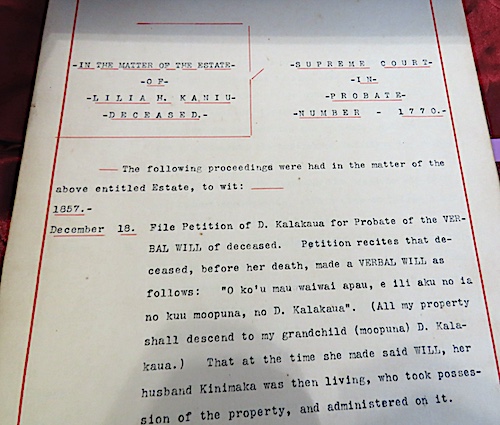 -IN THE MATTER OF THE ESTATE-
-OF-
-LILIA H. KANIU-
-DECEASED.-
-SUPREME COURT-
-IN-
-PROBATE-
-NUMBER - 1770.-
The following proceedings were had in the matter of the
above entitled Estate, to wit:
1857.-
December 18. File Petition of D. Kalakaua for Probate of the VER-
BAL WILL of deceased. Petition recites that de-
ceased, before her death, made a VERBAL WILL as
follows: "O ko'u mau waiwai apau, e ili aku no ia
no kuu moopuna, no D. Kalakaua". (All my property
shall descend to my grandchild (moopuna) D. Kala-
kaua.) That at the time she made said WILL, her
husband Kinimaka was then living, who took posses-
sion of the property, and administered on it.